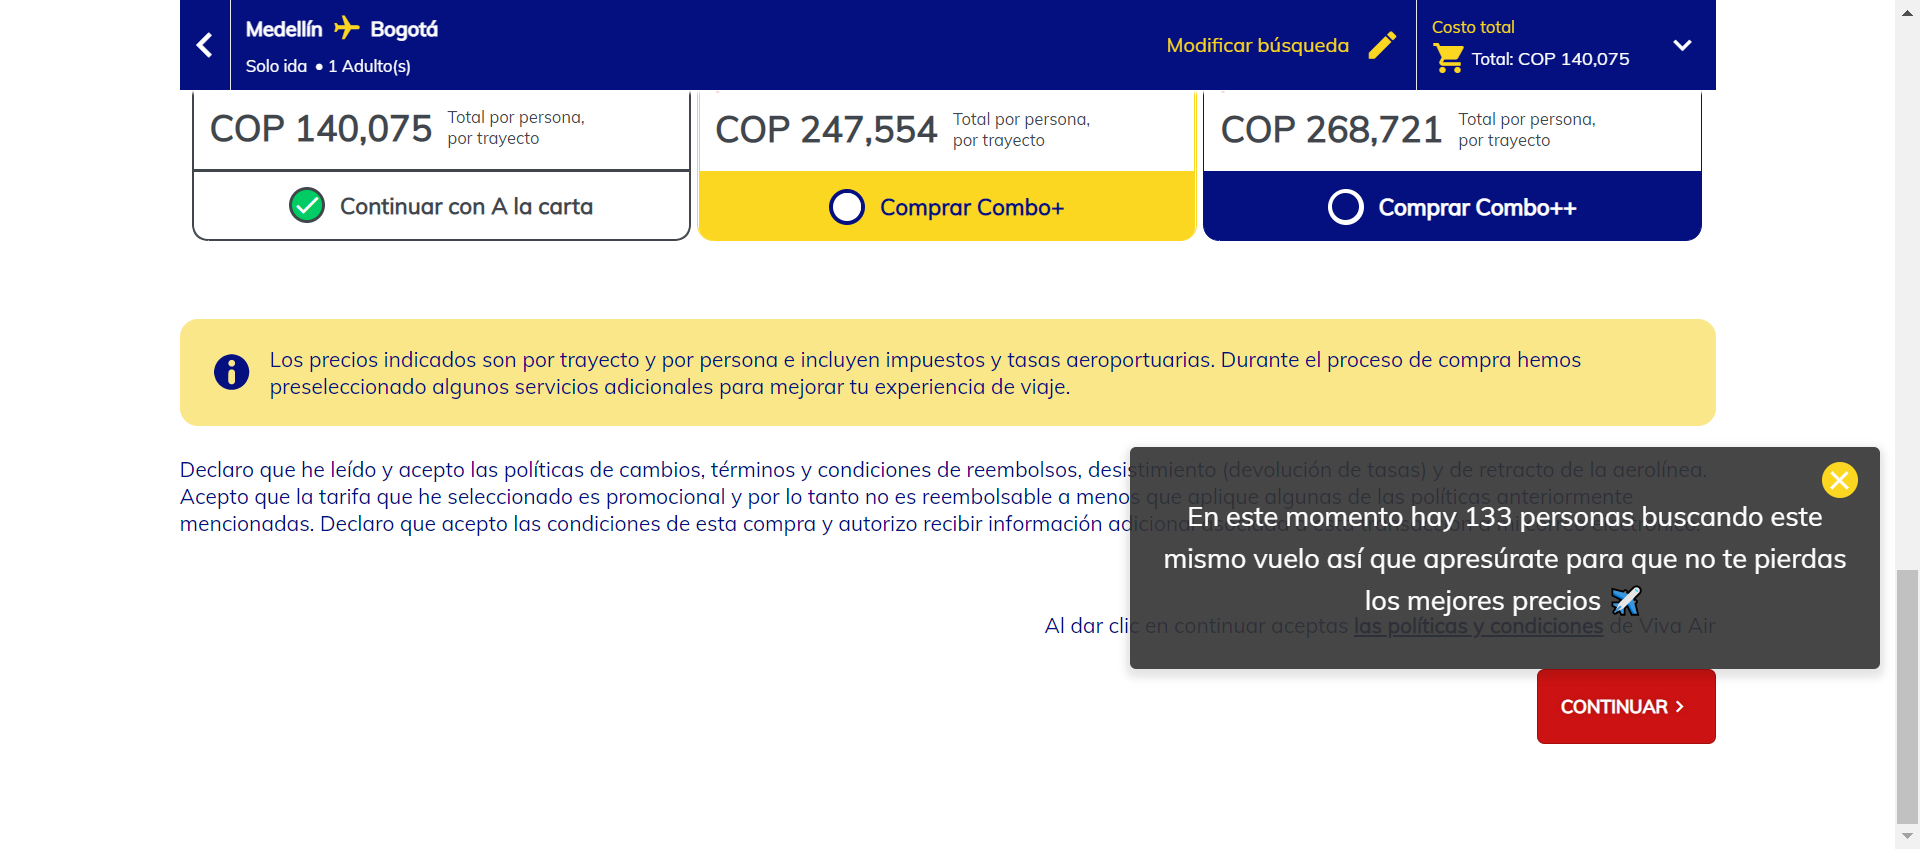 Medellín Bogotá
Solo ida • 1 Adulto(s)
Modificar búsqueda
Costo total
Total: COP 140,075
COP 140,075
Total por persona,
por trayecto
COP 247,554
Total por persona,
por trayecto
COP 268,721
Total por persona,
por trayecto
Continuar con A la carta
Comprar Combo+
Comprar Combo++
Los precios indicados son por trayecto y por persona e incluyen impuestos y tasas aeroportuarias. Durante el proceso de compra hemos
preseleccionado algunos servicios adicionales para mejorar tu experiencia de viaje.
Declaro que he leído y acepto las políticas de cambios, términos y condiciones de reembolsos, desistimiento (devolución de tasas) y de retracto de la aerolínea.
Acepto que la tarifa que he seleccionado es promocional y por lo tanto no es reembolsable a menos que aplique algunas de las políticas anteriormente
mencionadas. Declaro que acepto las condiciones de esta compra y autorizo recibir información adicional
En este momento hay 133 personas buscando este
mismo vuelo así que apresúrate para que no te pierdas
los mejores precios
Al dar clic en continuar aceptas las políticas y condiciones de Viva Air
CONTINUAR >